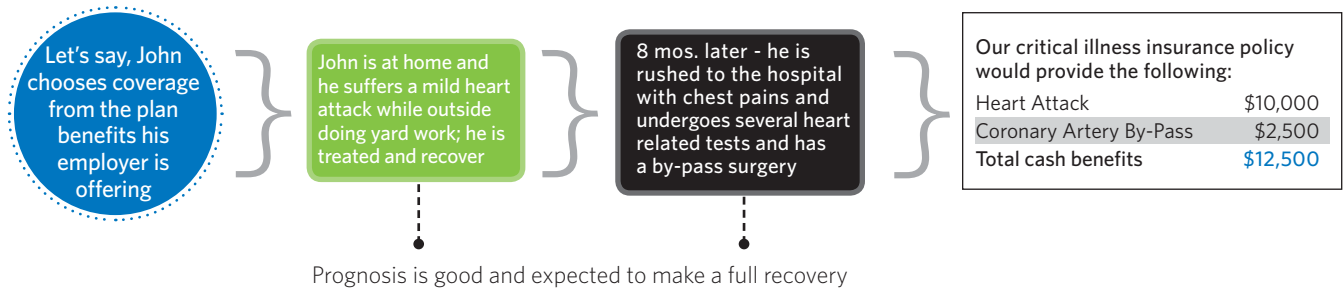 Let's say, John
chooses coverage
from the plan
benefits his
employer is
offering
John is at home and
he suffers a mild heart
attack while outside
doing yard work; he is
treated and recover
8 mos. later - he is
rushed to the hospital
with chest pains and
undergoes several heart
related tests and has
a by-pass surgery
Our critical illness insurance policy
would provide the following:
Heart Attack $10,000
Coronary Artery By-Pass $2,500
Total cash benefits $12,500
Prognosis is good and expected to make a full recovery